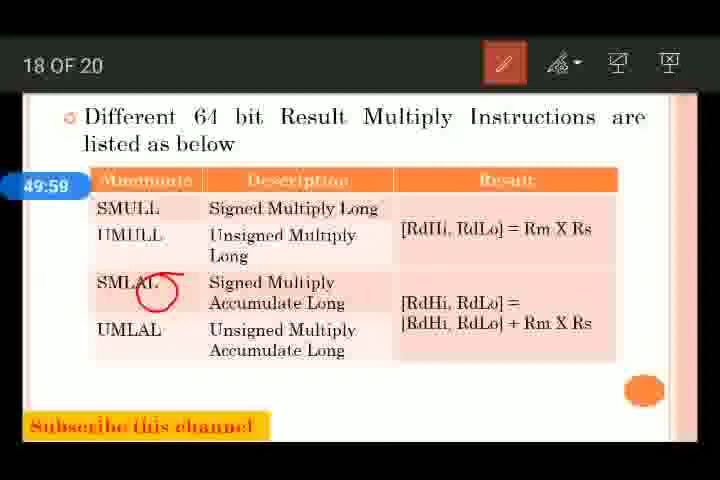 18 OF 20
Different 64 bit Result Multiply Instructions are
listed as below
49:59
Mnemonic Description Result
SMULL Signed Multiply Long
[RdHi, RdLo] = Rm X Rs
UMULL Unsigned Multiply
Long
SMLAL Signed Multiply
Accumulate Long
[RdHi, RdLo] =
[RdHi, RdLo] + Rm X Rs
UMLAL Unsigned Multiply
Accumulate Long
Subscribe this channel